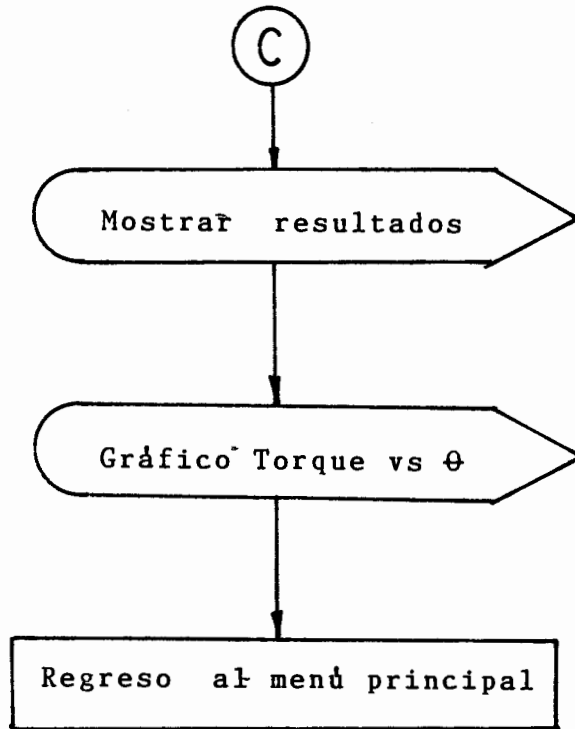 C
Mostrar resultados
Gráfico Torque vs θ
Regreso al menú principal